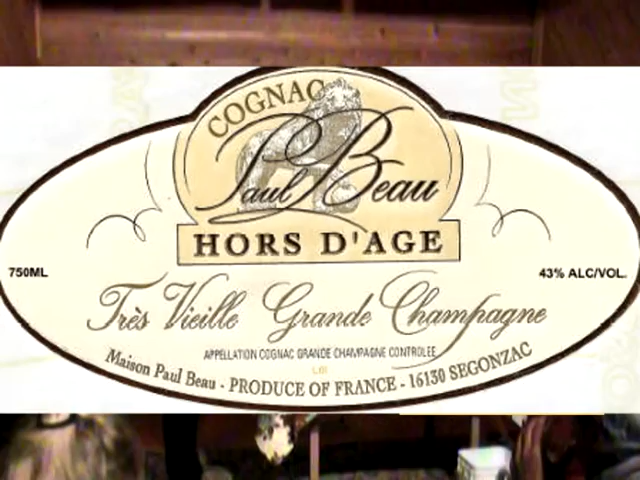 COGNAC
Paul Beau
HORS D'AGE
750ML
43% ALC/VOL.
Très Vieille Grande Champagne
APPELLATION COGNAC GRANDE CHAMPAGNE CONTROLEE
Maison Paul Beau - PRODUCE OF FRANCE - 16130 SEGONZAC